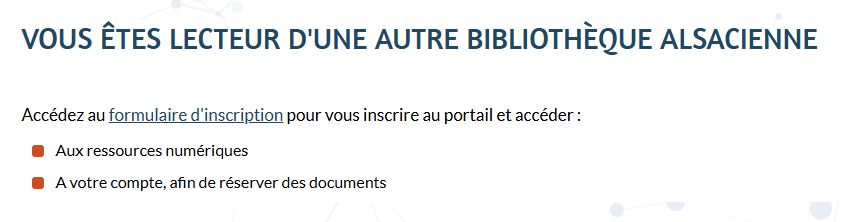 VOUS ÊTES LECTEUR D'UNE AUTRE BIBLIOTHÈQUE ALSACIENNE
Accédez au formulaire d'inscription pour vous inscrire au portail et accéder :
Aux ressources numériques
A votre compte, afin de réserver des documents